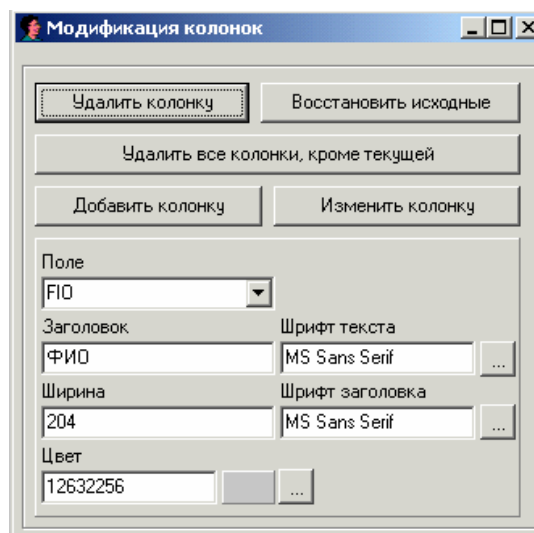 Модификация колонок
Удалить колонку Восстановить исходные
Удалить все колонки, кроме текущей
Добавить колонку Изменить колонку
Поле
FIO
Заголовок Шрифт текста
ФИО MS Sans Serif ...
Ширина Шрифт заголовка
204 MS Sans Serif ...
Цвет
12632256 ...